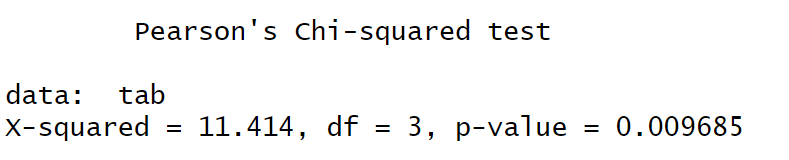 Pearson's Chi-squared test
data: tab
X-squared = 11.414, df = 3, p-value = 0.009685